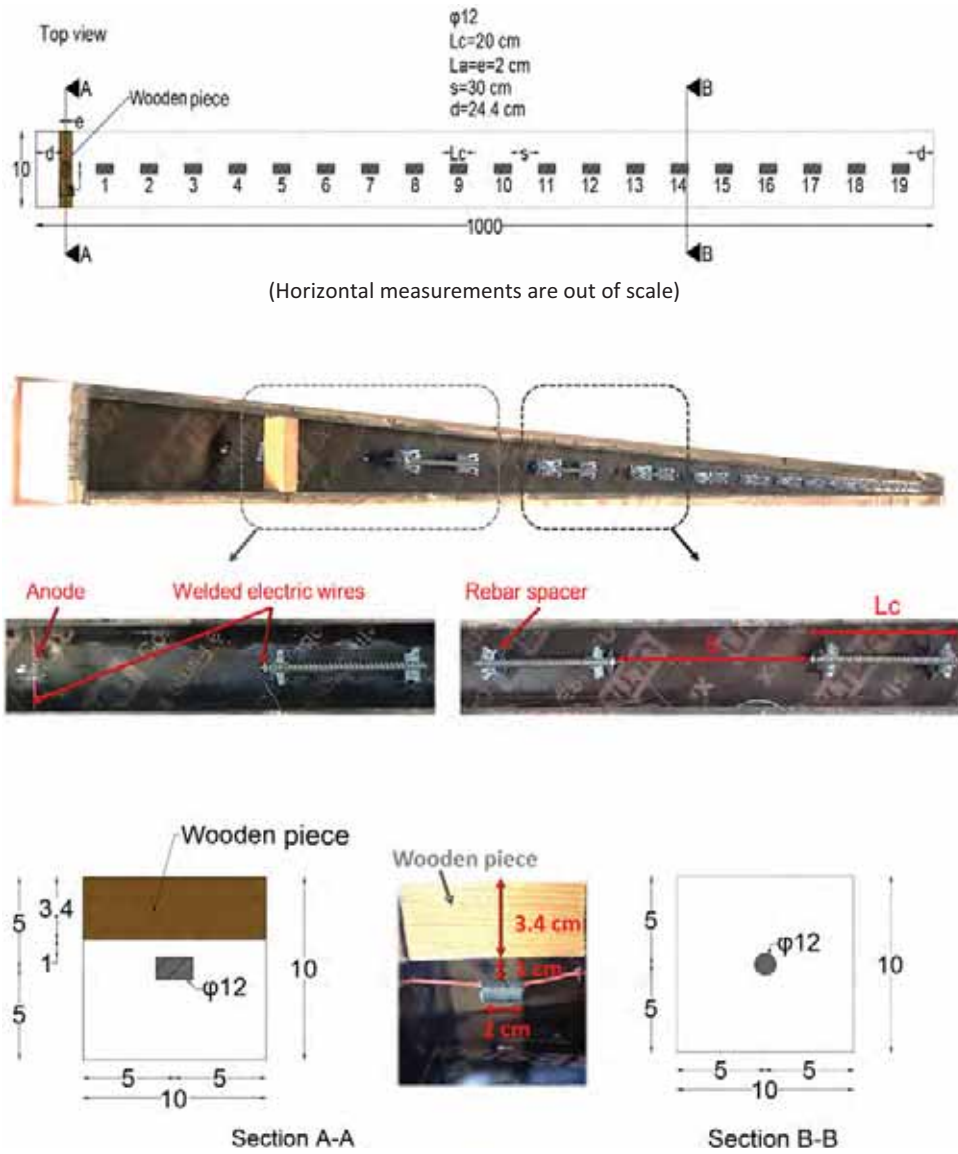 Top view
φ12
Lc=20 cm
La=e=2 cm
s=30 cm
d=24.4 cm
A
B
Wooden piece
e
d
Lc
s
d
10
1 2 3 4 5 6 7 8 9 10 11 12 13 14 15 16 17 18 19
1000
A
B
(Horizontal measurements are out of scale)
Anode
Welded electric wires
Rebar spacer
Lc
s
Wooden piece
Wooden piece
5
3.4
1
φ12
5
10
5
5
10
3.4 cm
1 cm
2 cm
5
φ12
10
5
5
5
10
Section A-A
Section B-B